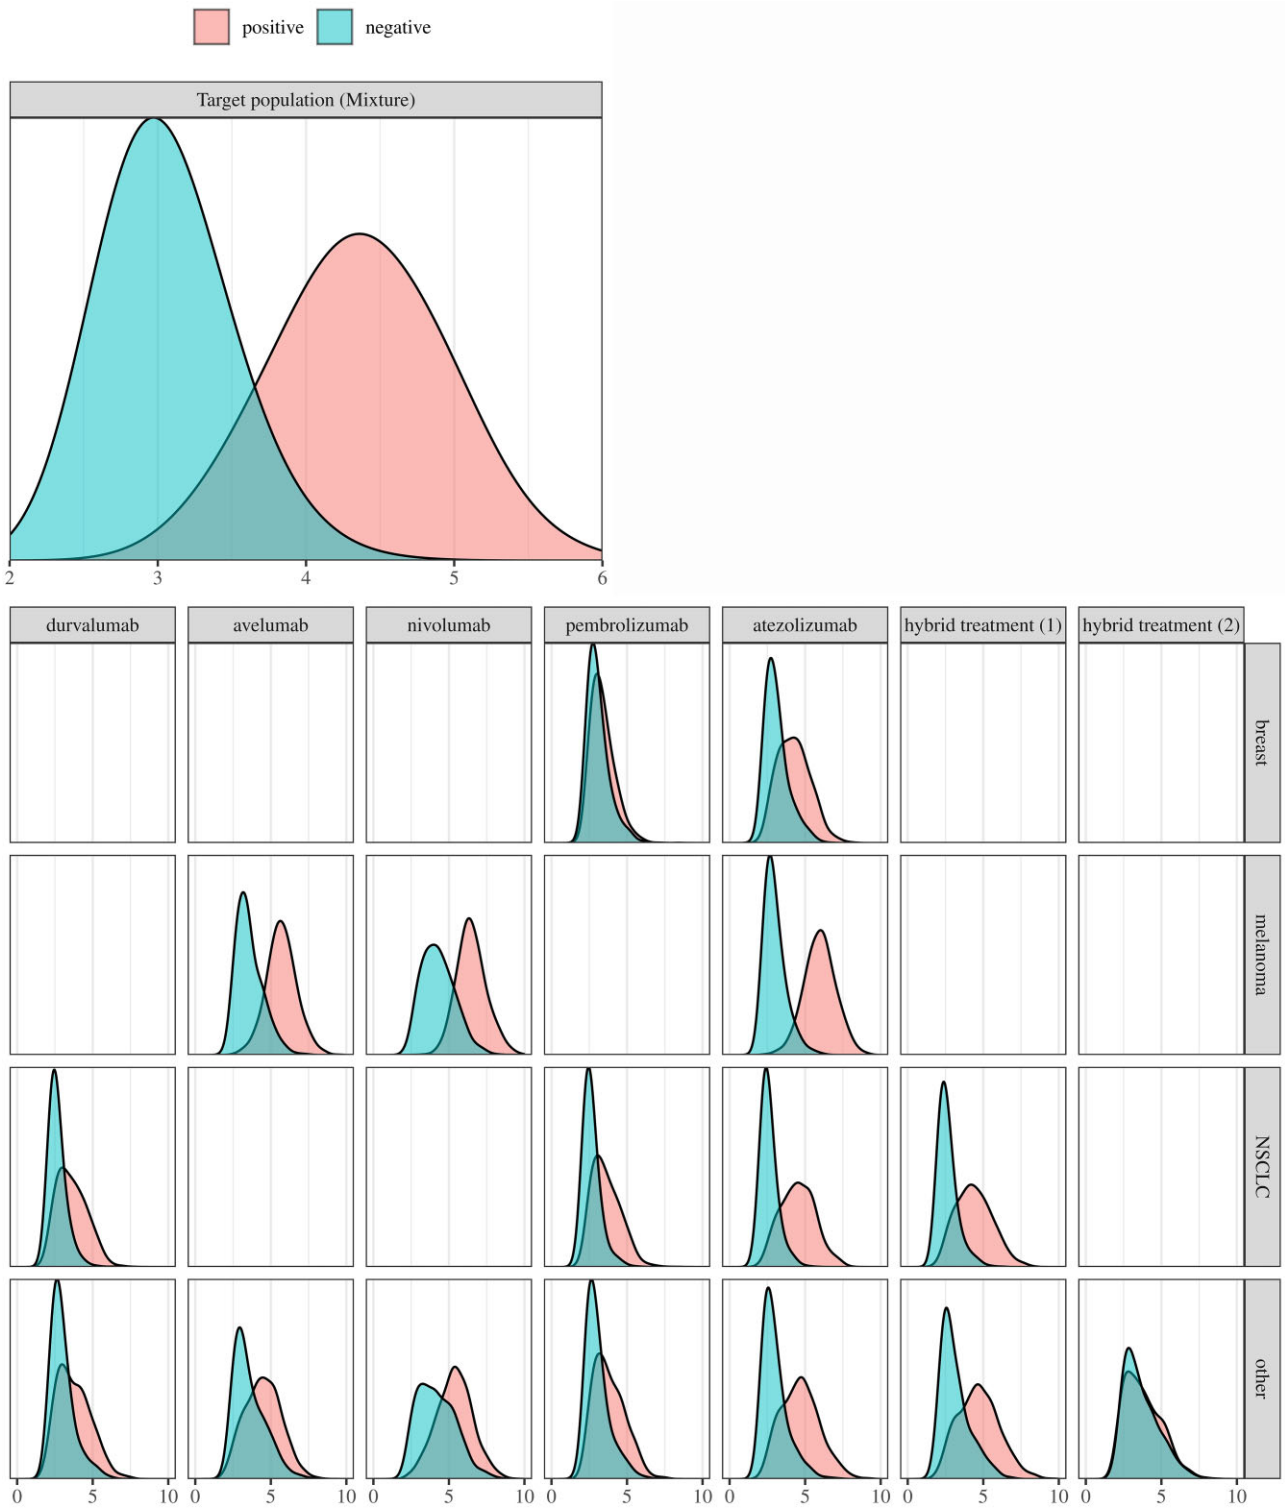 positive negative
Target population (Mixture)
2 3 4 5 6
durvalumab avelumab nivolumab pembrolizumab atezolizumab hybrid treatment (1) hybrid treatment (2)
breast
melanoma
NSCLC
other
0 5 10 0 5 10 0 5 10 0 5 10 0 5 10 0 5 10 0 5 10